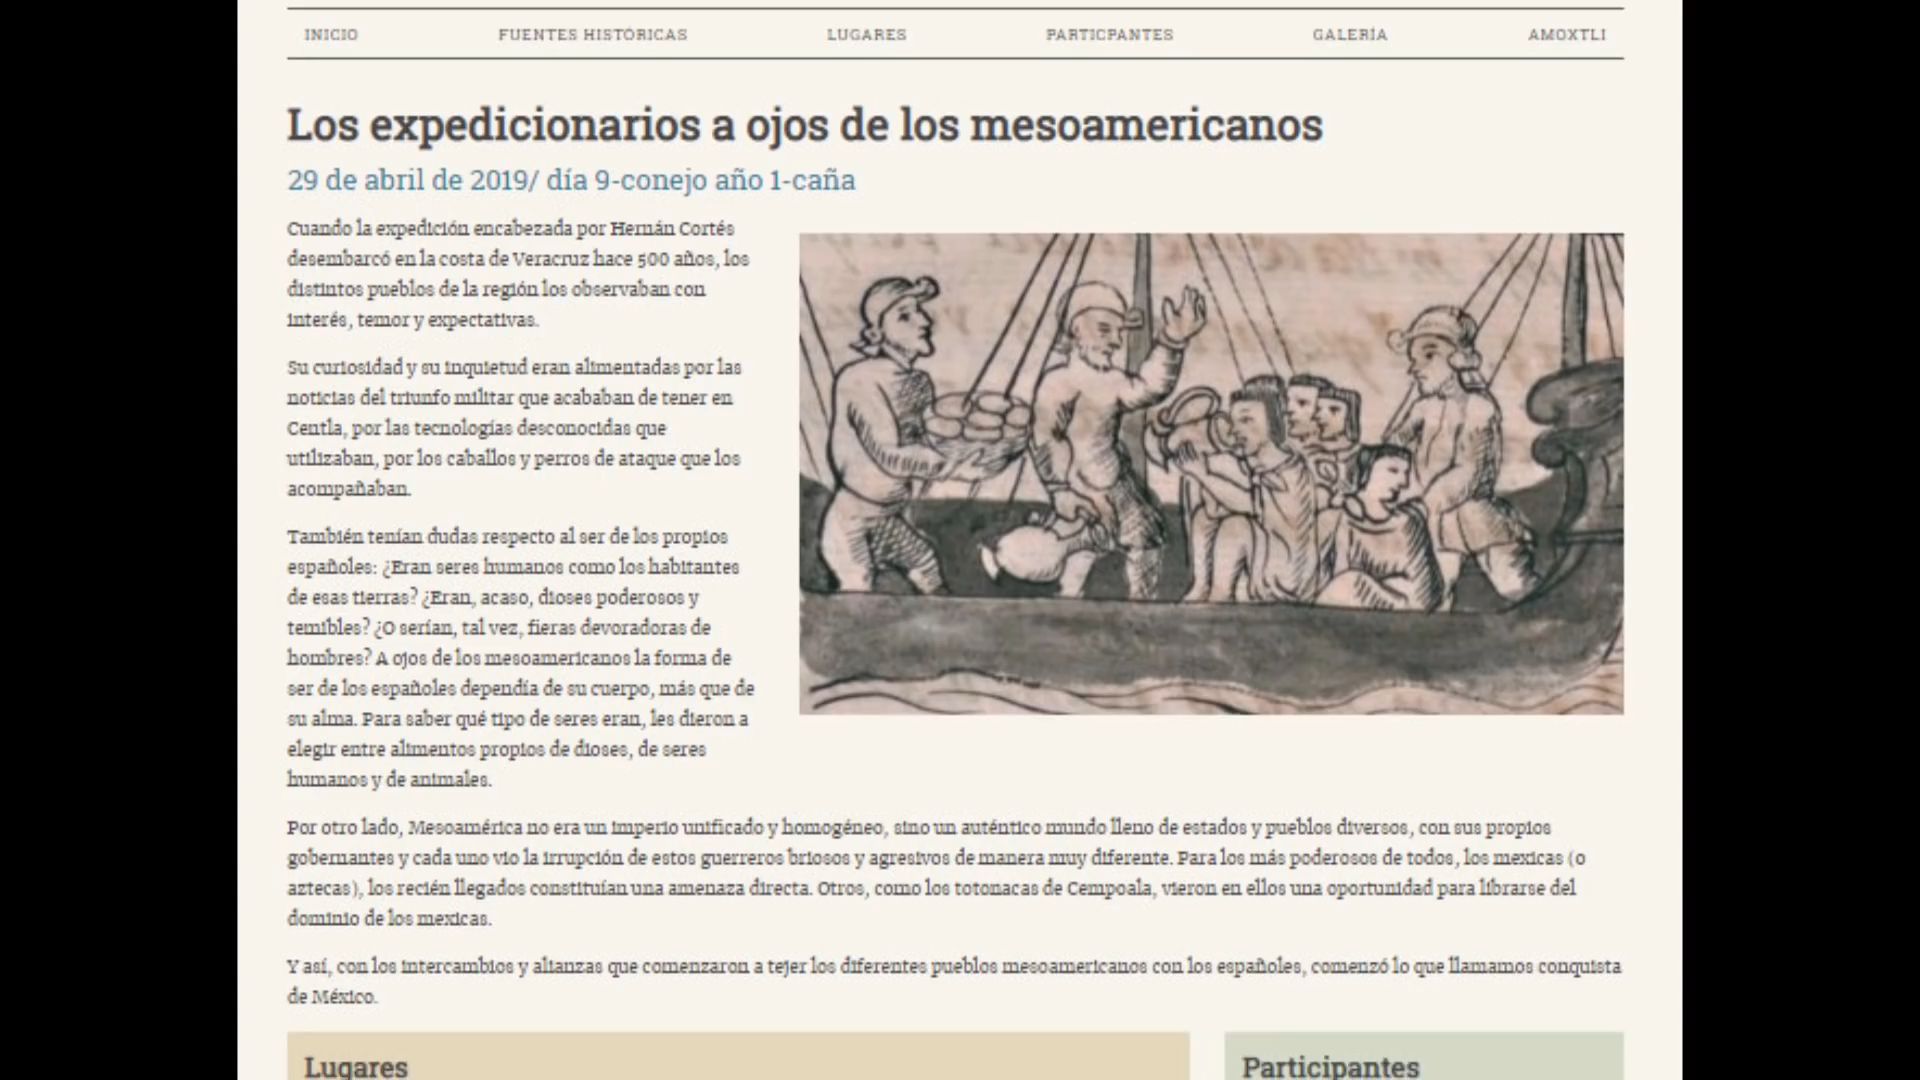 INICIO FUENTES HISTÓRICAS LUGARES PARTICPANTES GALERÍA AMOXTLI
Los expedicionarios a ojos de los mesoamericanos
29 de abril de 2019/ día 9-conejo año 1-caña
Cuando la expedición encabezada por Hernán Cortés
desembarcó en la costa de Veracruz hace 500 años, los
distintos pueblos de la región los observaban con
interés, temor y expectativas.
Su curiosidad y su inquietud eran alimentadas por las
noticias del triunfo militar que acababan de tener en
Centla, por las tecnologías desconocidas que
utilizaban, por los caballos y perros de ataque que los
acompañaban.
También tenían dudas respecto al ser de los propios
españoles: ¿Eran seres humanos como los habitantes
de esas tierras? ¿Eran, acaso, dioses poderosos y
temibles? ¿O serían, tal vez, fieras devoradoras de
hombres? A ojos de los mesoamericanos la forma de
ser de los españoles dependía de su cuerpo, más que de
su alma. Para saber qué tipo de seres eran, les dieron a
elegir entre alimentos propios de dioses, de seres
humanos y de animales.
Por otro lado, Mesoamérica no era un imperio unificado y homogéneo, sino un auténtico mundo lleno de estados y pueblos diversos, con sus propios
gobernantes y cada uno vio la irrupción de estos guerreros briosos y agresivos de manera muy diferente. Para los más poderosos de todos, los mexicas (o
aztecas), los recién llegados constituían una amenaza directa. Otros, como los totonacas de Cempoala, vieron en ellos una oportunidad para librarse del
dominio de los mexicas.
Y así, con los intercambios y alianzas que comenzaron a tejer los diferentes pueblos mesoamericanos con los españoles, comenzó lo que llamamos conquista
de México.
Lugares
Participantes